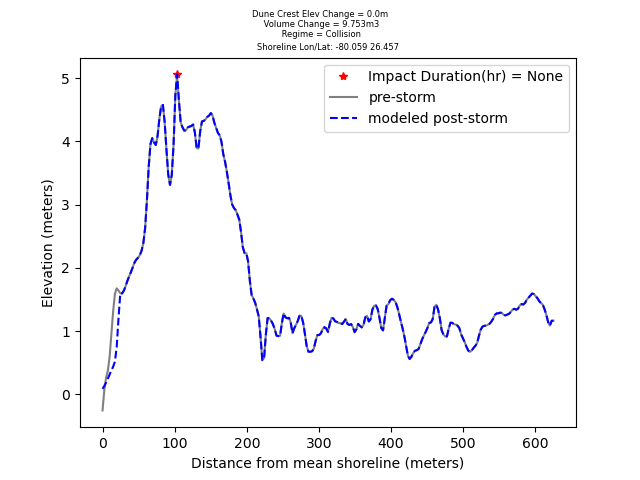 Dune Crest Elev Change = 0.0m
Volume Change = 9.753m3
Regime = Collision
Shoreline Lon/Lat: -80.059 26.457
Impact Duration(hr) = None
pre-storm
modeled post-storm
Elevation (meters)
5
4
3
2
1
0
0 100 200 300 400 500 600
Distance from mean shoreline (meters)